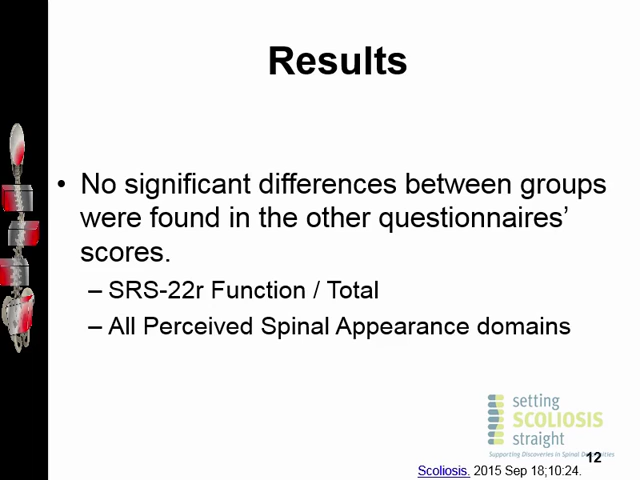 Results
• No significant differences between groups
were found in the other questionnaires’
scores.
– SRS-22r Function / Total
– All Perceived Spinal Appearance domains
setting
SCOLIOSIS
straight
Supporting Discoveries in Spinal Deformities
12
Scoliosis. 2015 Sep 18;10:24.